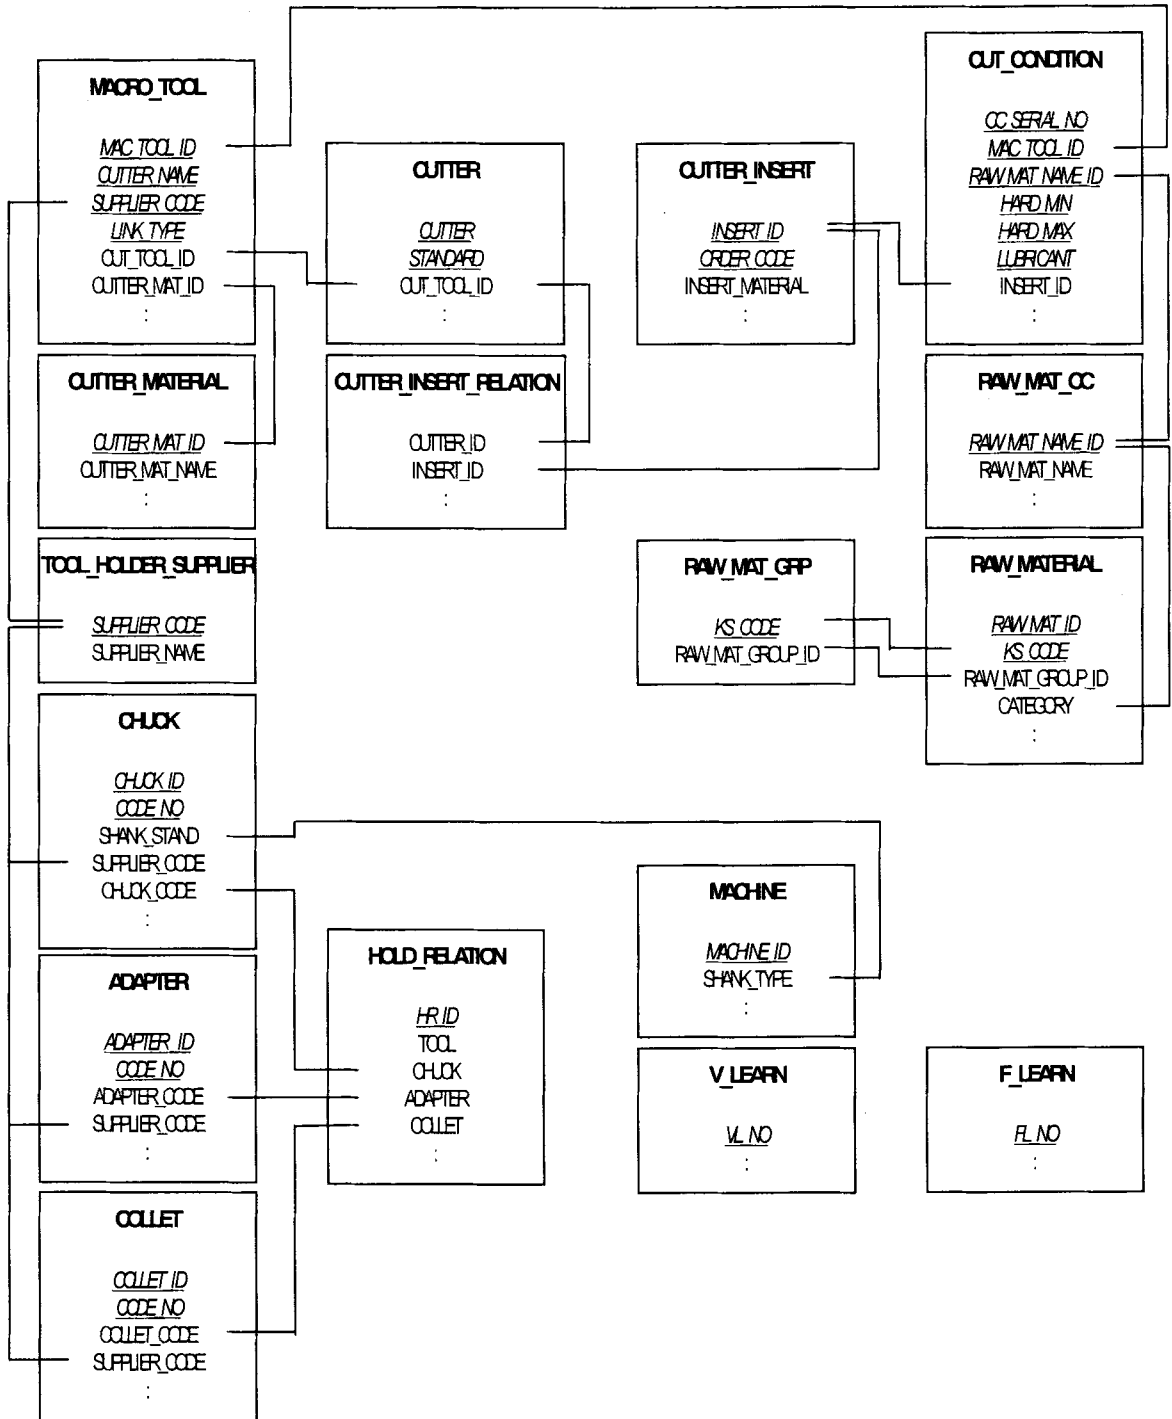 MACRO_TOOL
MAC TOOL ID
CUTTER NAME
SUPPLIER CODE
LINK TYPE
CUT_TOOL_ID
CUTTER_MAT_ID
:
CUTTER_MATERIAL
CUTTER MAT ID
CUTTER_MAT_NAME
:
TOOL_HOLDER_SUPPLIER
SUPPLIER CODE
SUPPLIER_NAME
CHUCK
CHUCK ID
CODE NO
SHANK_STAND
SUPPLIER_CODE
CHUCK_CODE
:
ADAPTER
ADAPTER ID
CODE NO
ADAPTER_CODE
SUPPLIER_CODE
:
COLLET
COLLET ID
CODE NO
COLLET_CODE
SUPPLIER_CODE
:
CUTTER
CUTTER
STANDARD
CUT_TOOL_ID
:
CUTTER_INSERT_RELATION
CUTTER_ID
INSERT_ID
:
HOLD_RELATION
HR ID
TOOL
CHUCK
ADAPTER
COLLET
:
CUTTER_INSERT
INSERT ID
ORDER CODE
INSERT_MATERIAL
:
RAW_MAT_GRP
KS CODE
RAW_MAT_GROUP_ID
MACHINE
MACHINE ID
SHANK_TYPE
:
V_LEARN
VL NO
:
CUT_CONDITION
CC SERIAL NO
MAC TOOL ID
RAW MAT NAME ID
HARD MIN
HARD MAX
LUBRICANT
INSERT_ID
:
RAW_MAT_CC
RAW MAT NAME ID
RAW_MAT_NAME
:
RAW_MATERIAL
RAW MAT ID
KS CODE
RAW_MAT_GROUP_ID
CATEGORY
:
F_LEARN
FL NO
: